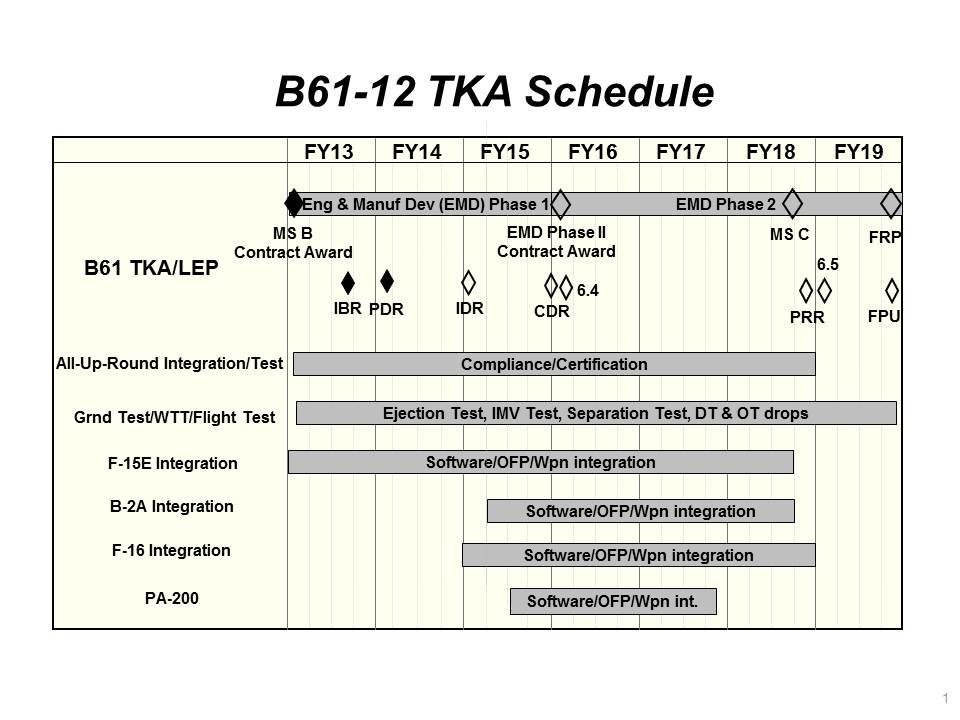 B61-12 TKA Schedule
FY13 FY14 FY15 FY16 FY17 FY18 FY19
Eng & Manuf Dev (EMD) Phase 1 EMD Phase 2
MS B
Contract Award
EMD Phase II
Contract Award
MS C
FRP
B61 TKA/LEP
IBR PDR IDR CDR 6.4 PRR 6.5 FPU
All-Up-Round Integration/Test Compliance/Certification
Grnd Test/WTT/Flight Test Ejection Test, IMV Test, Separation Test, DT & OT drops
F-15E Integration Software/OFP/Wpn integration
B-2A Integration Software/OFP/Wpn integration
F-16 Integration Software/OFP/Wpn integration
PA-200 Software/OFP/Wpn int.
1